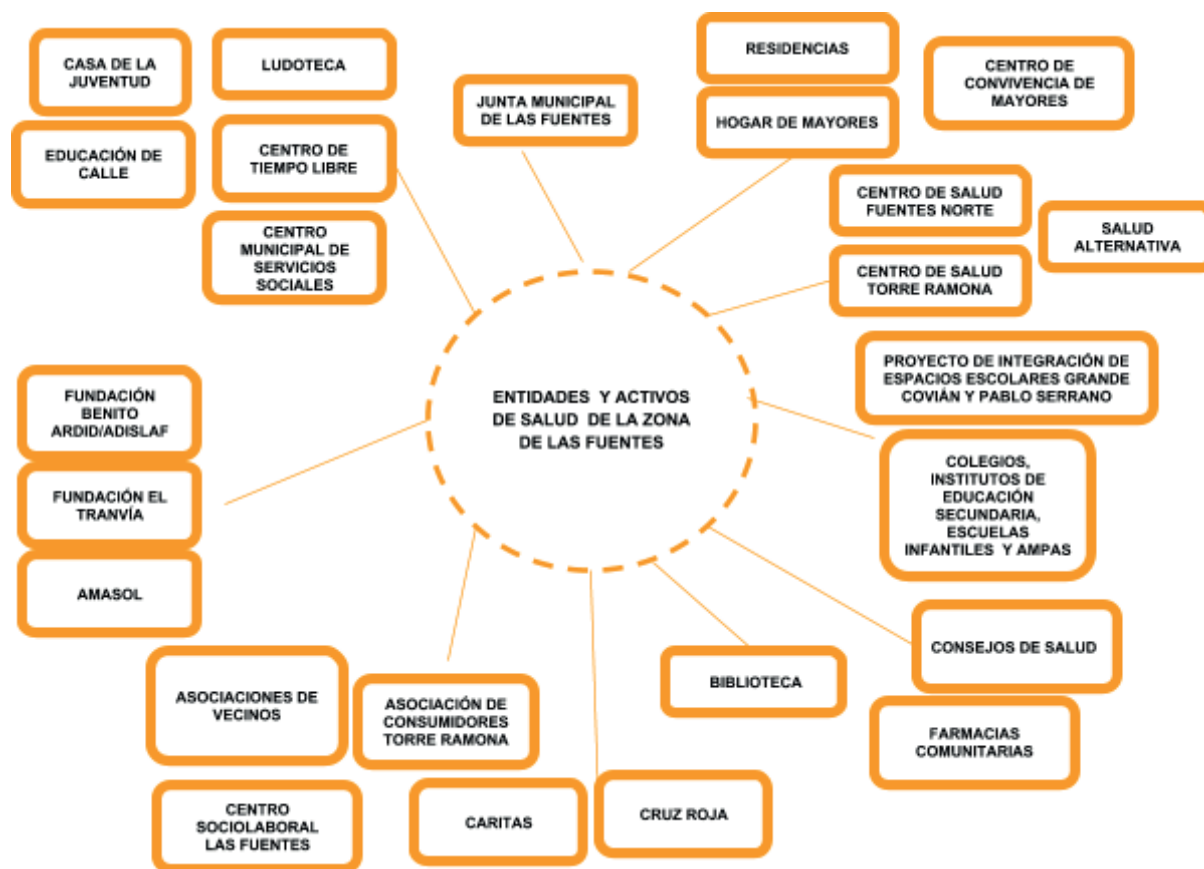 CASA DE LA
JUVENTUD
LUDOTECA
JUNTA MUNICIPAL
DE LAS FUENTES
RESIDENCIAS
CENTRO DE
CONVIVENCIA DE
MAYORES
HOGAR DE MAYORES
EDUCACIÓN DE
CALLE
CENTRO DE
TIEMPO LIBRE
CENTRO
MUNICIPAL DE
SERVICIOS
SOCIALES
CENTRO DE SALUD
FUENTES NORTE
SALUD
ALTERNATIVA
CENTRO DE SALUD
TORRE RAMONA
ENTIDADES Y ACTIVOS
DE SALUD DE LA ZONA
DE LAS FUENTES
PROYECTO DE INTEGRACIÓN DE
ESPACIOS ESCOLARES GRANDE
COVIÁN Y PABLO SERRANO
COLEGIOS,
INSTITUTOS DE
EDUCACIÓN
SECUNDARIA,
ESCUELAS
INFANTILES Y AMPAS
FUNDACIÓN
BENITO
ARDID/ADISLAF
FUNDACIÓN EL
TRANVÍA
AMASOL
CONSEJOS DE SALUD
FARMACIAS
COMUNITARIAS
BIBLIOTECA
ASOCIACIONES DE
VECINOS
ASOCIACIÓN DE
CONSUMIDORES
TORRE RAMONA
CENTRO
SOCIOLABORAL
LAS FUENTES
CARITAS
CRUZ ROJA